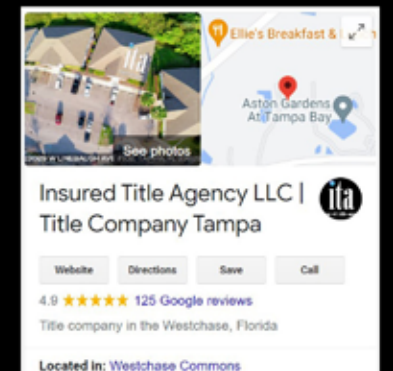 Ellie's Breakfast &
ita
Aston Gardens
At Tampa Bay
See photos
Insured Title Agency LLC |
Title Company Tampa
ita
Website Directions Save Call
4.9 125 Google reviews
Title company in the Westchase, Florida
Located in: Westchase Commons